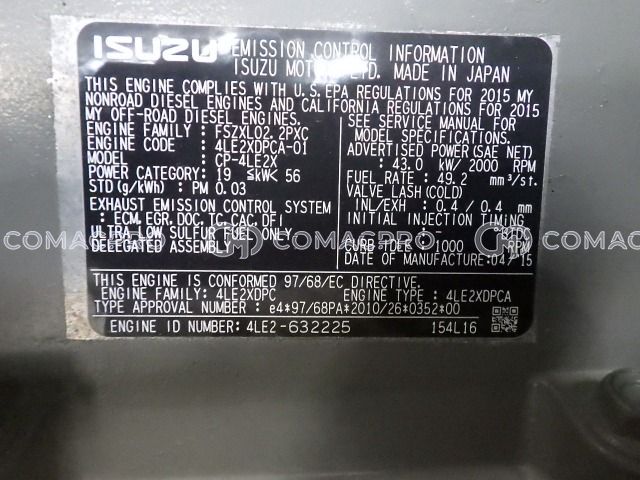 ISUZU EMISSION CONTROL INFORMATION
ISUZU MOTORS LTD. MADE IN JAPAN
THIS ENGINE COMPLIES WITH U.S.EPA REGULATIONS FOR 2015 MY
NONROAD DIESEL ENGINES AND CALIFORNIA REGULATIONS FOR 2015
MY OFF-ROAD DIESEL ENGINES.
ENGINE FAMILY : FSZXL02.2PXC
ENGINE CODE : 4LE2XDPCA-01
MODEL : CP-4LE2X
POWER CATEGORY : 19 ≤kW< 56
STD (g/kWh) : PM 0.03
EXHAUST EMISSION CONTROL SYSTEM
: ECM, EGR, DOC, TC, CAC, DFI
ULTRA LOW SULFUR FUEL ONLY
DELEGATED ASSEMBLY
SEE SERVICE MANUAL FOR
MODEL SPECIFICATIONS.
ADVERTISED POWER (SAE NET)
: 43.0 kW/ 2000 RPM
FUEL RATE : 49.2 mm³/st.
VALVE LASH (COLD)
IN/EXH : 0.4 / 0.4 mm
INITIAL INJECTION TIMING
: -
CURB IDLE : 1000 RPM
DATE OF MANUFACTURE: 04/15
COMACPRO COMACPRO COMACPRO
THIS ENGINE IS CONFORMED 97/68/EC DIRECTIVE.
ENGINE FAMILY: 4LE2XDPC ENGINE TYPE : 4LE2XDPCA
TYPE APPROVAL NUMBER : e4*97/68PA*2010/26*0352*00
ENGINE ID NUMBER: 4LE2-632225 154L16